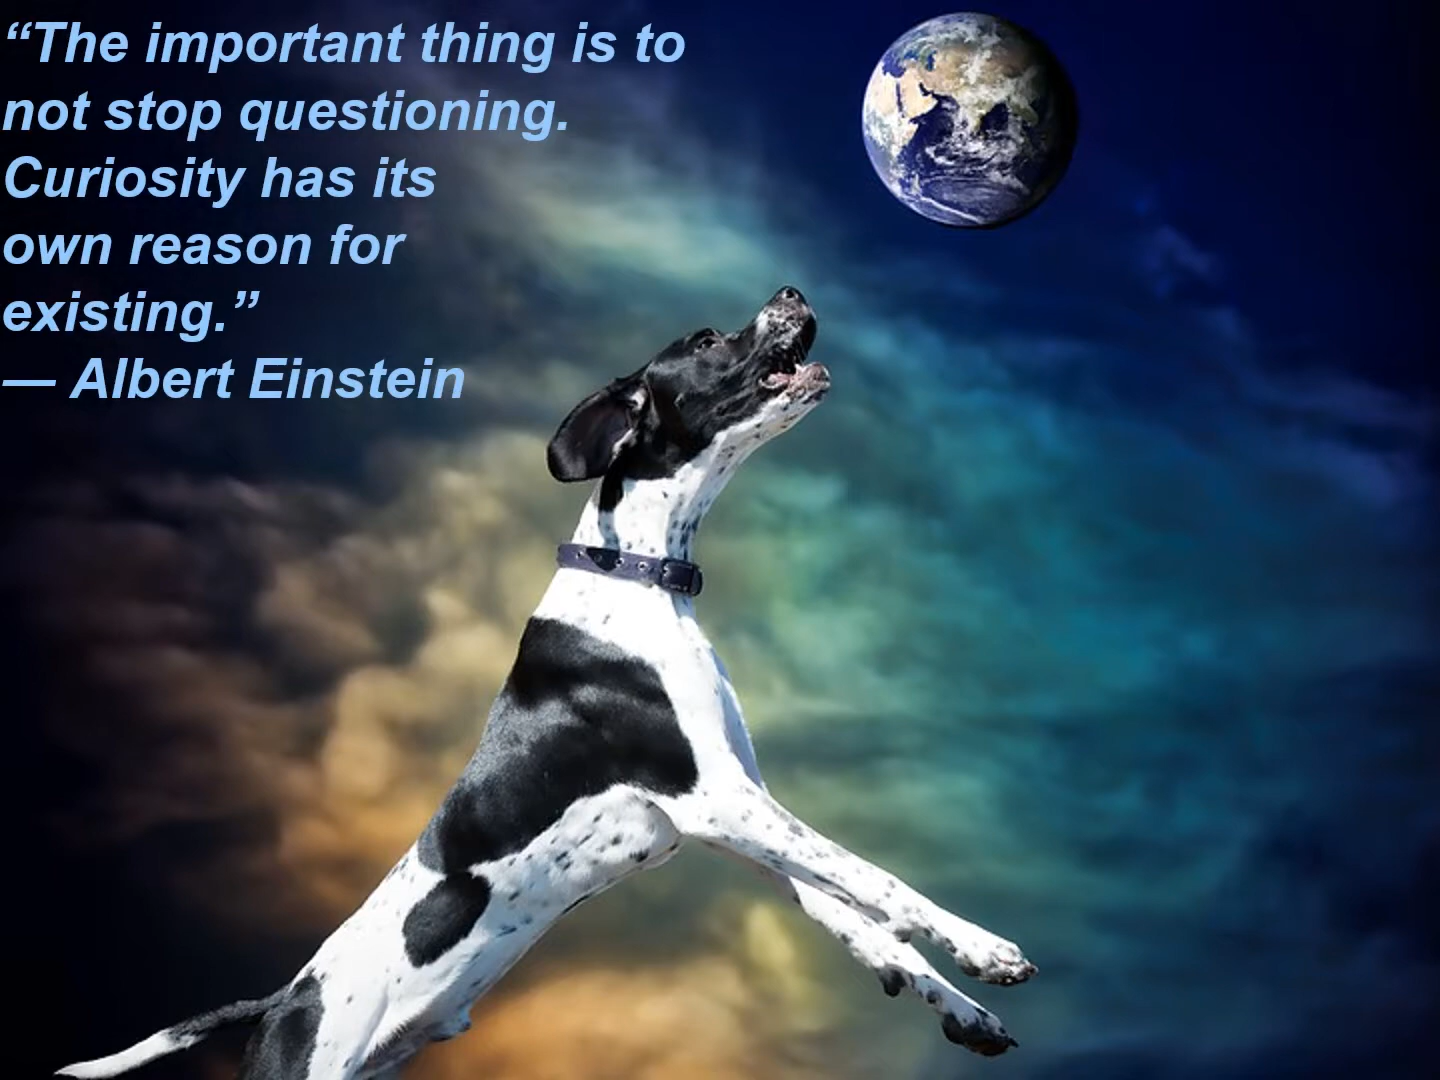 “The important thing is to
not stop questioning.
Curiosity has its
own reason for
existing.”
— Albert Einstein